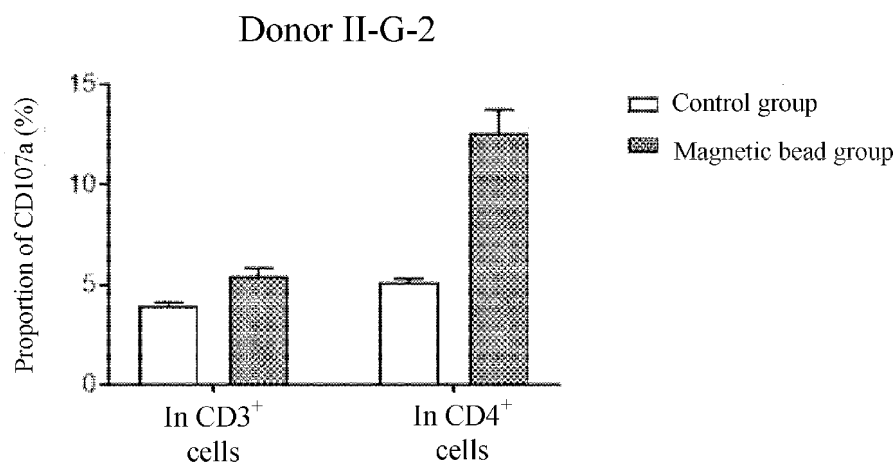 Donor II-G-2
Proportion of CD107a (%)
15
10
5
0
In CD3⁺
cells
In CD4⁺
cells
Control group
Magnetic bead group